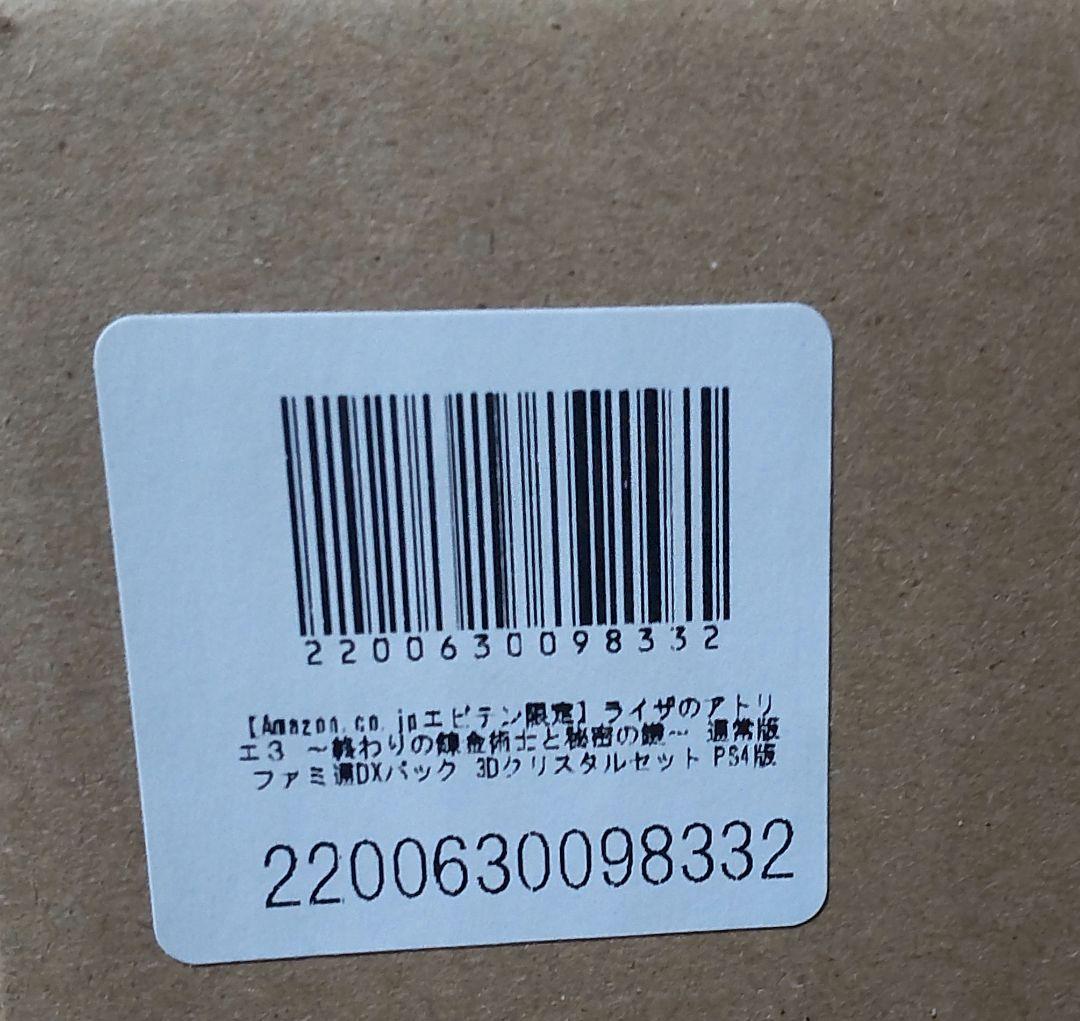 2200630098332
【Amazon.co.jpエビテン限定】ライザのアトリ
エ3 ～終わりの錬金術士と秘密の鍵～ 通常版
ファミ通DXパック 3Dクリスタルセット PS4版
2200630098332